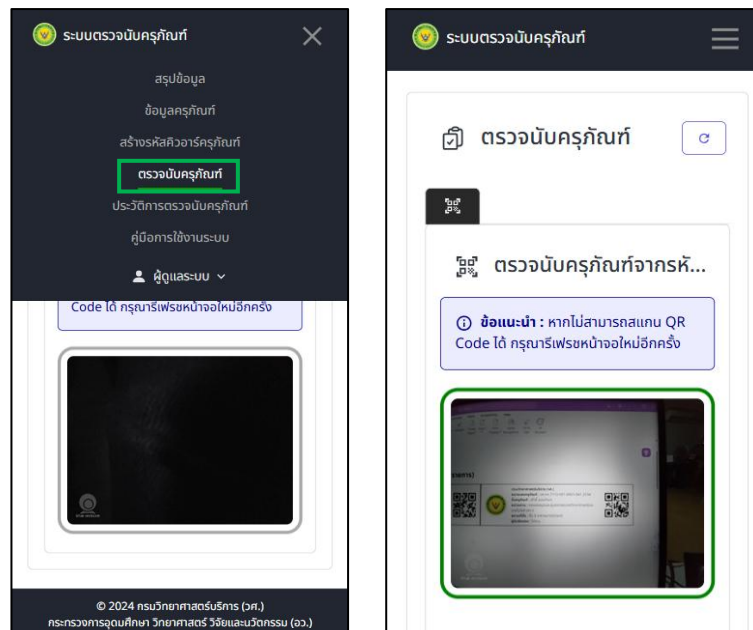 ระบบตรวจนับครุภัณฑ์
สรุปข้อมูล
ข้อมูลครุภัณฑ์
สร้างรหัสคิวอาร์ครุภัณฑ์
ตรวจนับครุภัณฑ์
ประวัติการตรวจนับครุภัณฑ์
คู่มือการใช้งานระบบ
ผู้ดูแลระบบ
Code ได้ กรุณารีเฟรชหน้าจอใหม่อีกครั้ง
© 2024 กรมวิทยาศาสตร์บริการ (วศ.)
กระทรวงการอุดมศึกษา วิทยาศาสตร์ วิจัยและนวัตกรรม (อว.)
ระบบตรวจนับครุภัณฑ์
ตรวจนับครุภัณฑ์
ตรวจนับครุภัณฑ์จากรหั...
ข้อแนะนำ : หากไม่สามารถสแกน QR
Code ได้ กรุณารีเฟรชหน้าจอใหม่อีกครั้ง